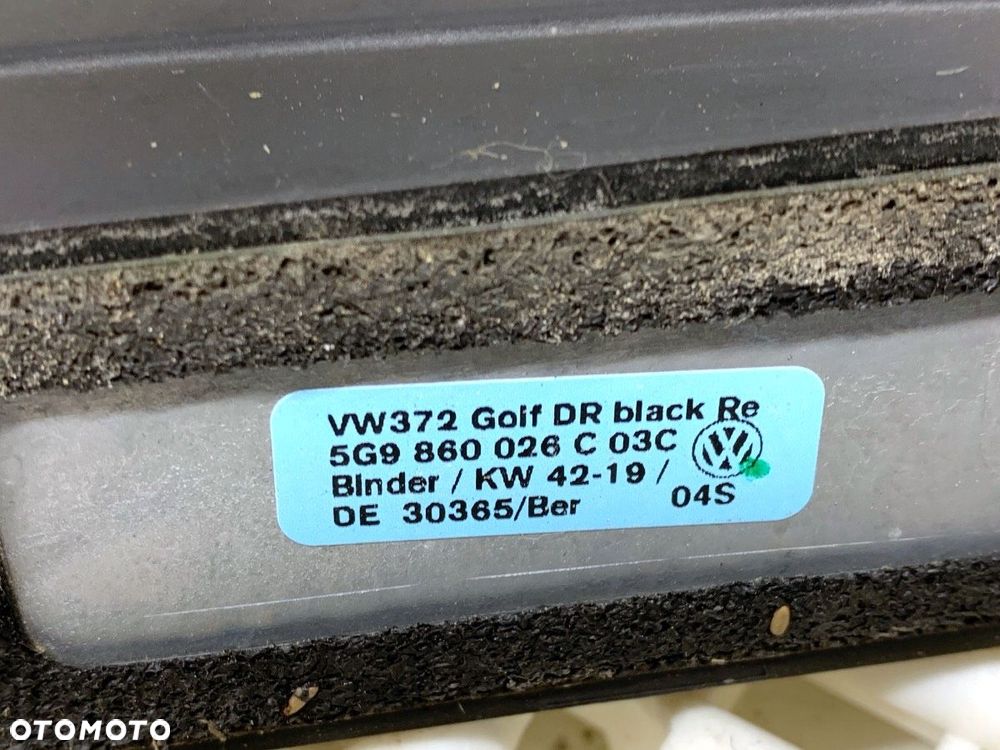 VW372 Golf DR black Re
5G9 860 026 C 03C
Binder / KW 42-19 /
DE 30365/Ber 04S
OTOMOTO